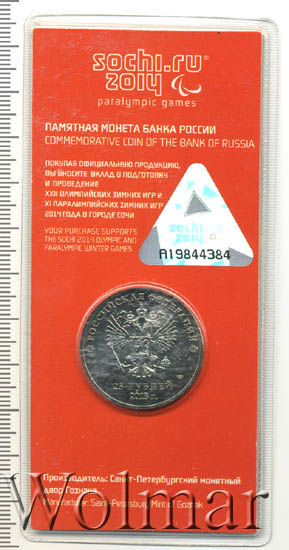 sochi.ru
2014
paralympic games
ПАМЯТНАЯ МОНЕТА БАНКА РОССИИ
COMMEMORATIVE COIN OF THE BANK OF RUSSIA
ПОКУПАЯ ОФИЦИАЛЬНУЮ ПРОДУКЦИЮ,
ВЫ ВНОСИТЕ ВКЛАД В ПОДГОТОВКУ
И ПРОВЕДЕНИЕ
XXII ОЛИМПИЙСКИХ ЗИМНИХ ИГР И
XI ПАРАЛИМПИЙСКИХ ЗИМНИХ ИГР
2014 ГОДА В ГОРОДЕ СОЧИ
YOUR PURCHASE SUPPORTS
THE SOCHI 2014 OLYMPIC AND
PARALYMPIC WINTER GAMES
sochi
2014
A19844384
РОССИЙСКАЯ ФЕДЕРАЦИЯ
25 РУБЛЕЙ
2013 г.
Производитель: Санкт-Петербургский монетный
двор Гознака
Manufacturer: Saint-Petersburg Mint of Goznak
Wolmar